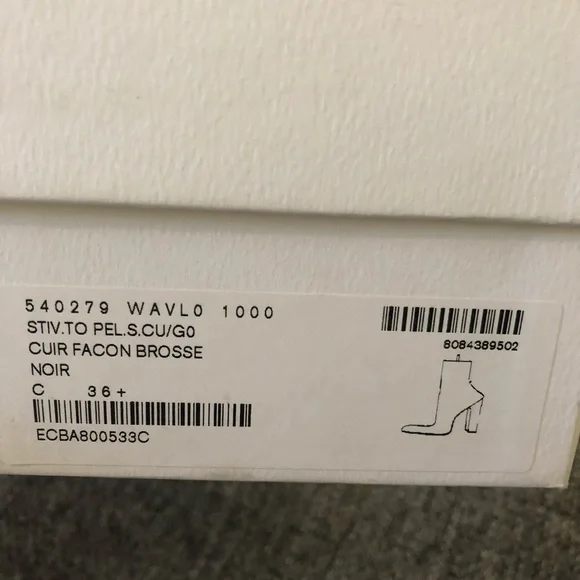 540279 WAVL0 1000
STIV.TO PEL.S.CU/G0
CUIR FACON BROSSE
NOIR
C 36+
ECBA800533C
8084389502